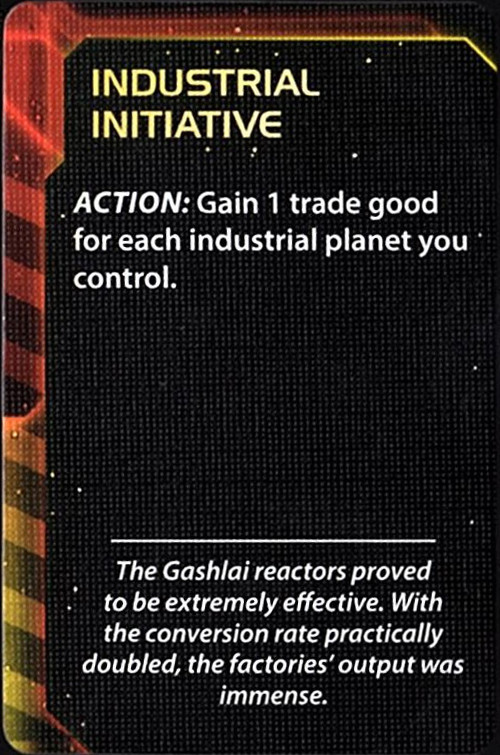 INDUSTRIAL
INITIATIVE
ACTION: Gain 1 trade good
for each industrial planet you
control.
The Gashlai reactors proved
to be extremely effective. With
the conversion rate practically
doubled, the factories’ output was
immense.